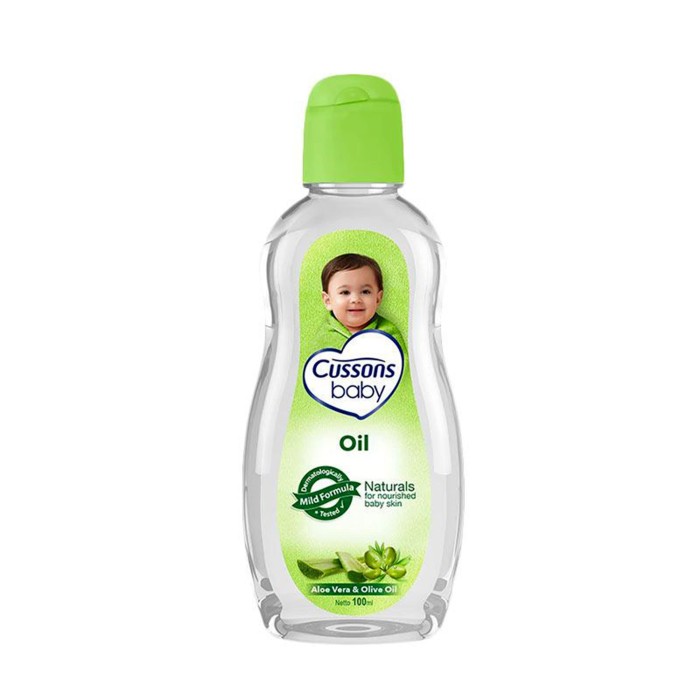 Cussons
baby
Oil
Dermatologically
Mild Formula
• Tested ✓
Naturals
for nourished
baby skin
Aloe Vera & Olive Oil
Netto 100ml